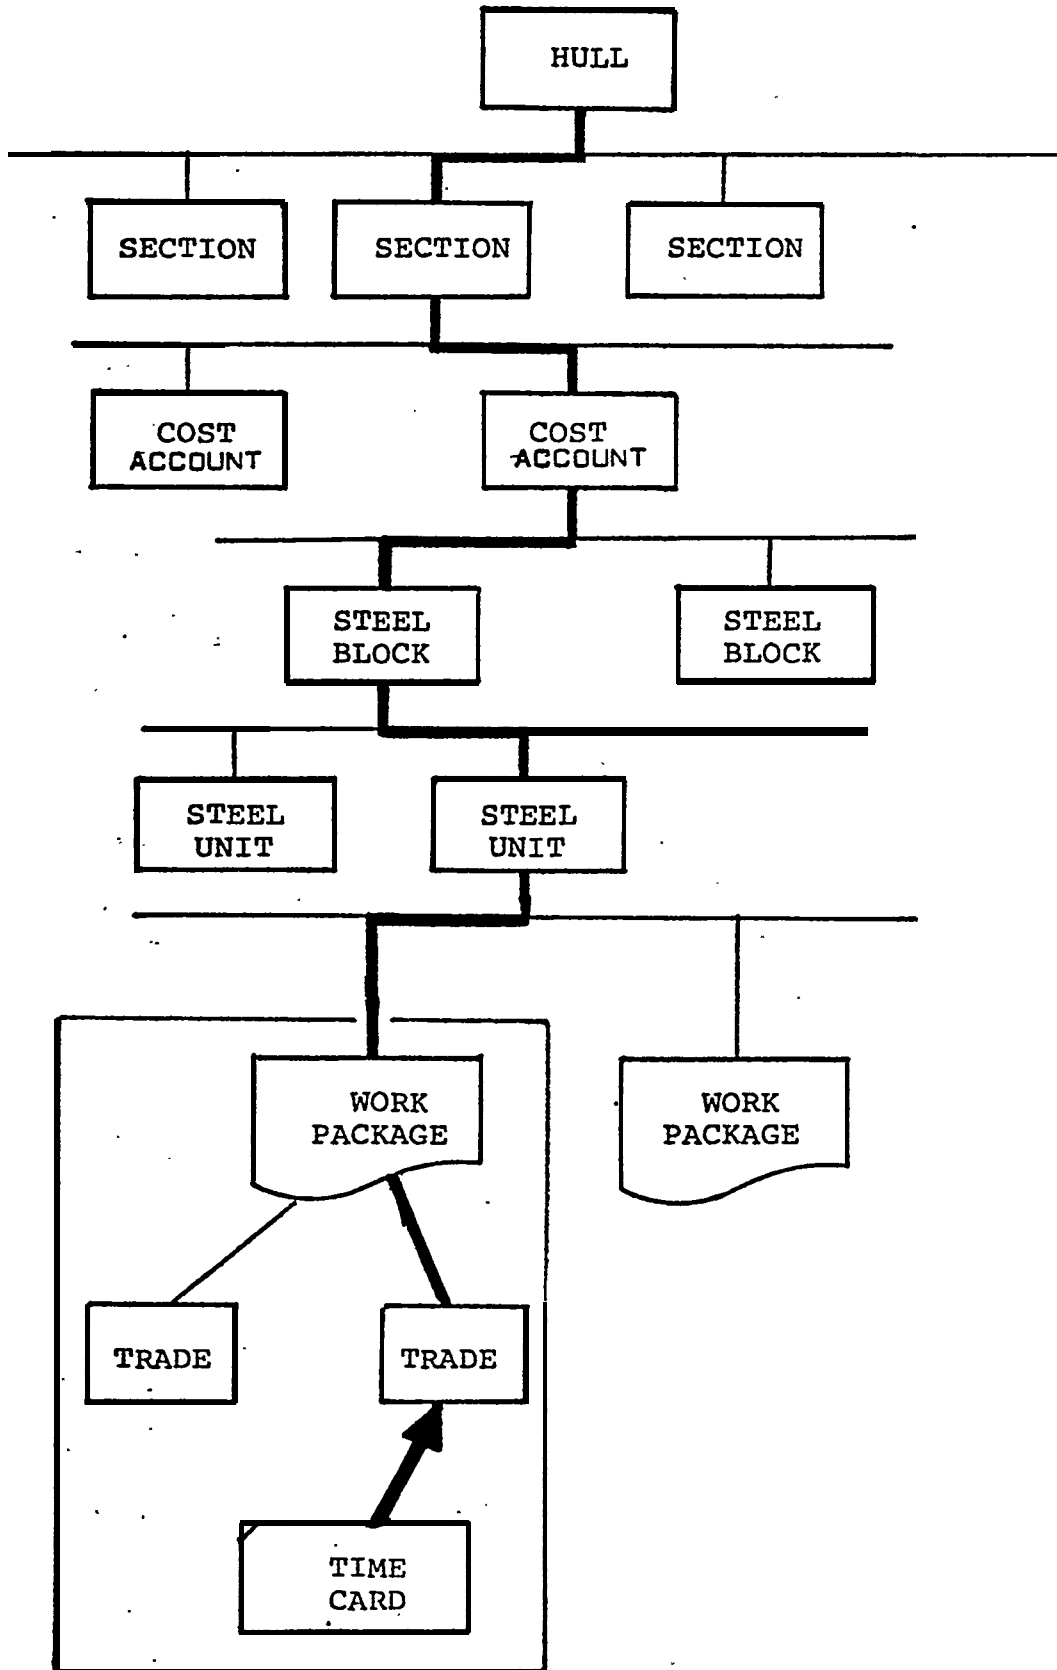 HULL
SECTION
SECTION
SECTION
COST
ACCOUNT
COST
ACCOUNT
STEEL
BLOCK
STEEL
BLOCK
STEEL
UNIT
STEEL
UNIT
WORK
PACKAGE
WORK
PACKAGE
TRADE
TRADE
TIME
CARD